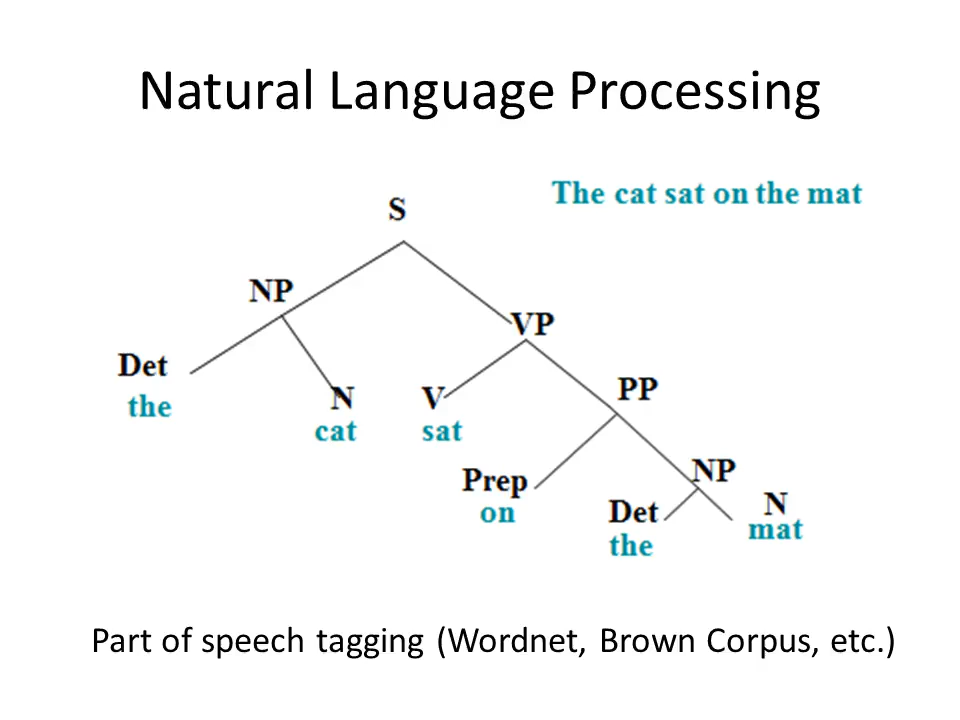 Natural Language Processing
The cat sat on the mat
S
NP
VP
Det
the
N
cat
V
sat
PP
Prep
on
NP
Det
the
N
mat
Part of speech tagging (Wordnet, Brown Corpus, etc.)